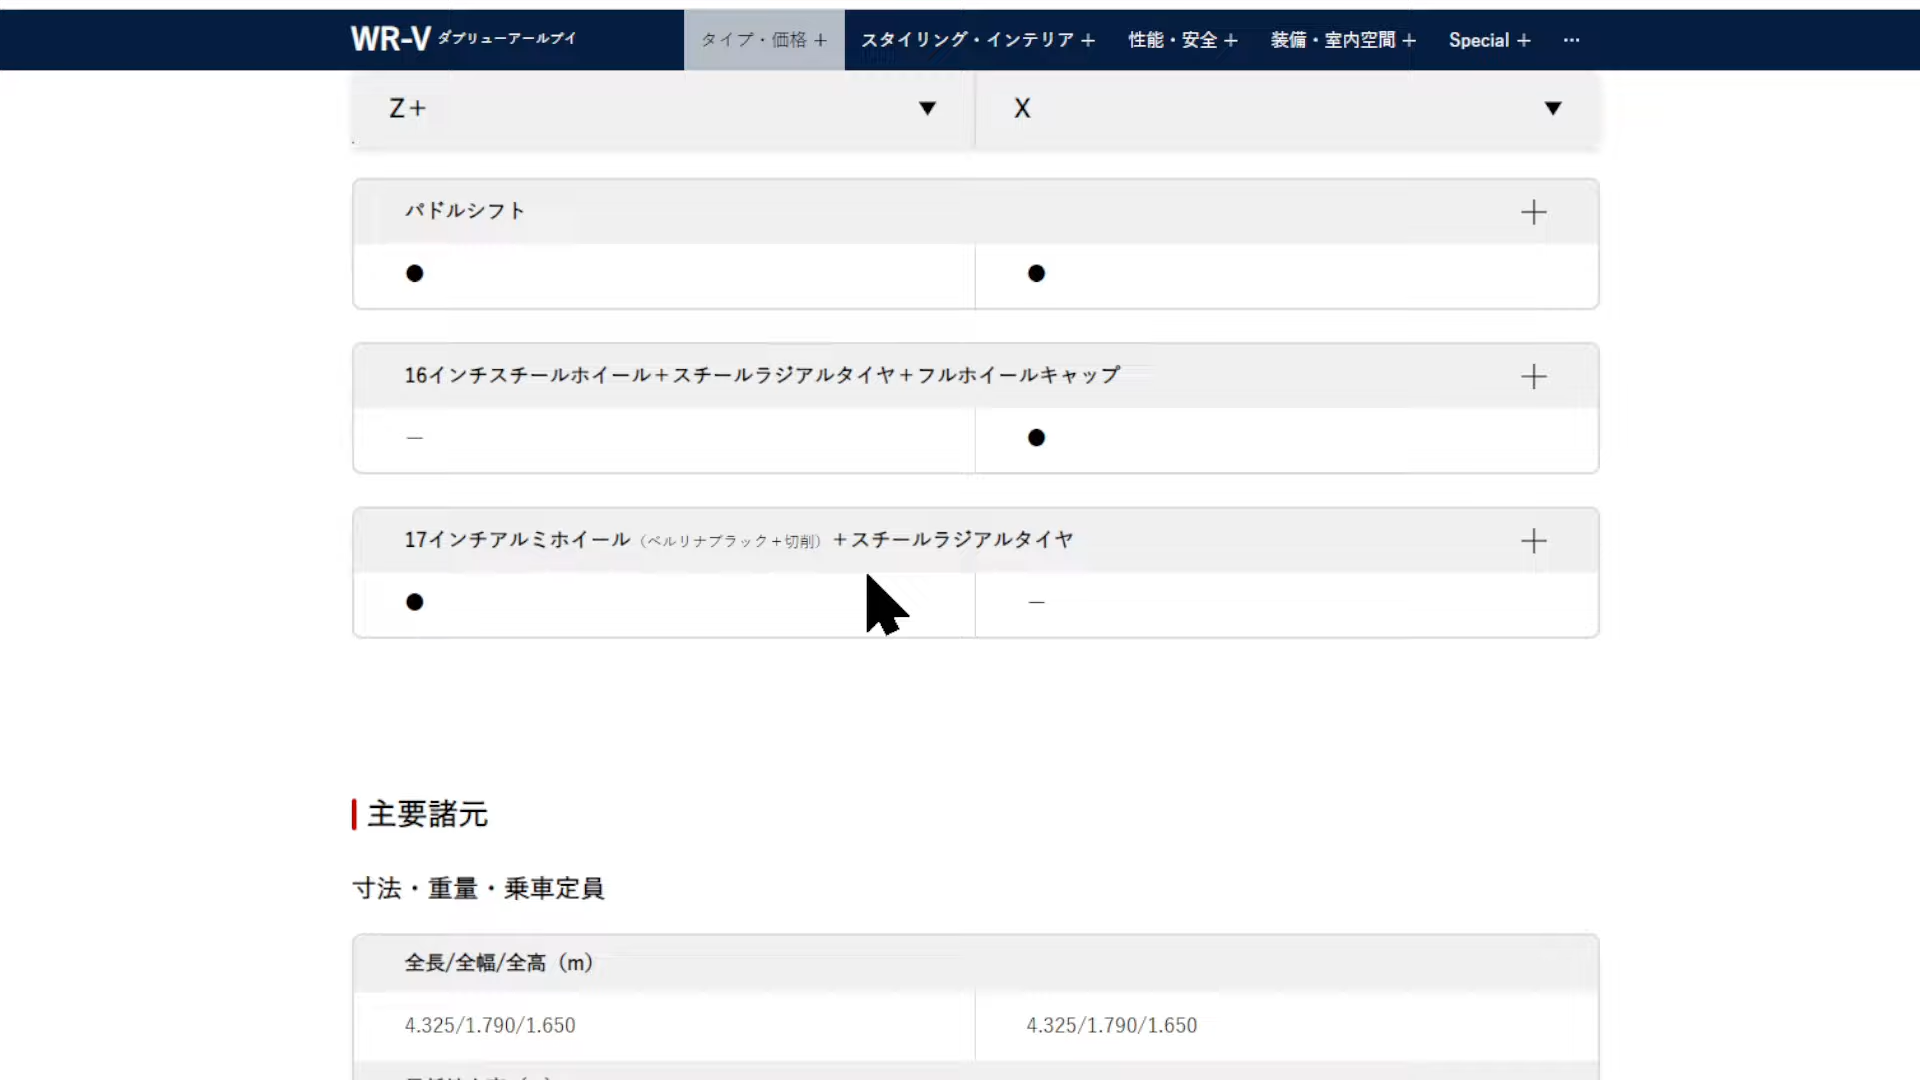 WR-V ダブリューアールブイ タイプ・価格 + スタイリング・インテリア + 性能・安全 + 装備・室内空間 + Special + ···
Z+ ▼ X ▼
パドルシフト +
● ●
16インチスチールホイール+スチールラジアルタイヤ+フルホイールキャップ +
– ●
17インチアルミホイール（ベルリナブラック+切削）+スチールラジアルタイヤ +
● –
主要諸元
寸法・重量・乗車定員
全長/全幅/全高（m）
4.325/1.790/1.650 4.325/1.790/1.650